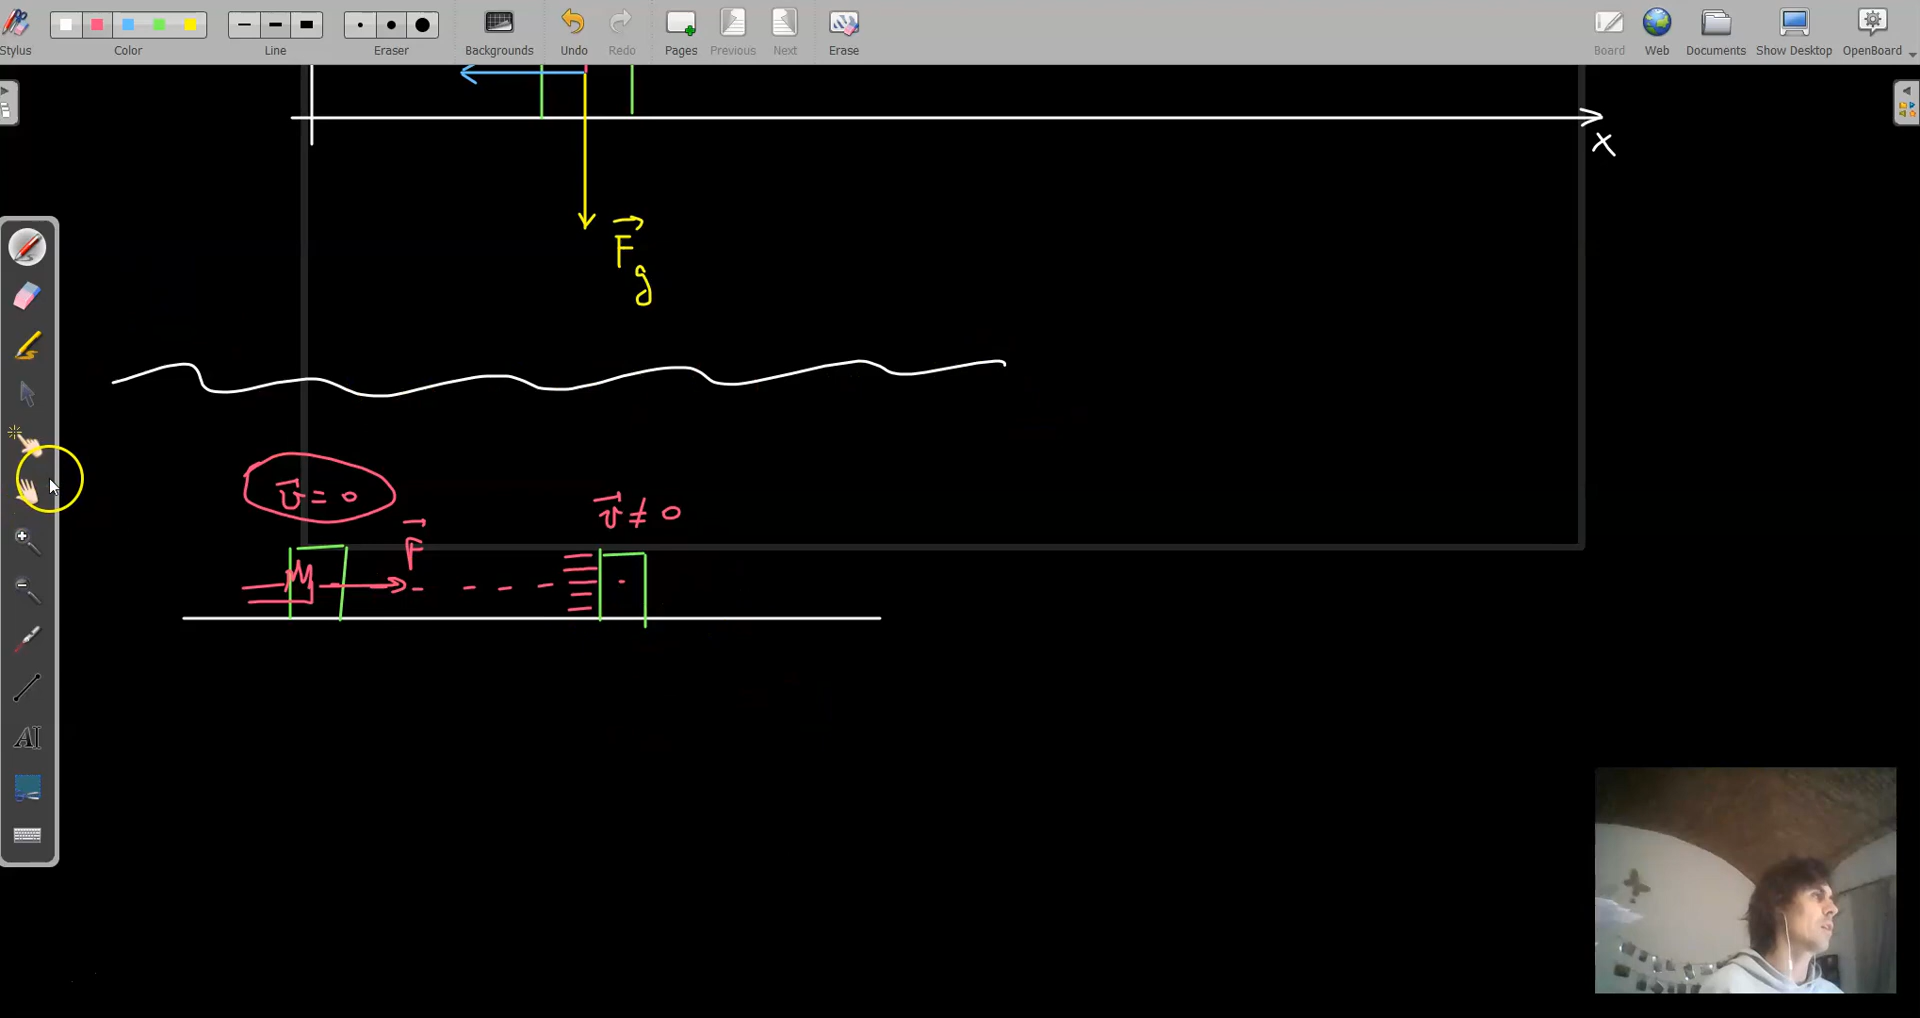 Stylus Color Line Eraser Backgrounds Undo Redo Pages Previous Next Erase Board Web Documents Show Desktop OpenBoard
x
F⃗g
v⃗ = 0
v⃗ ≠ 0
F⃗
M
AI